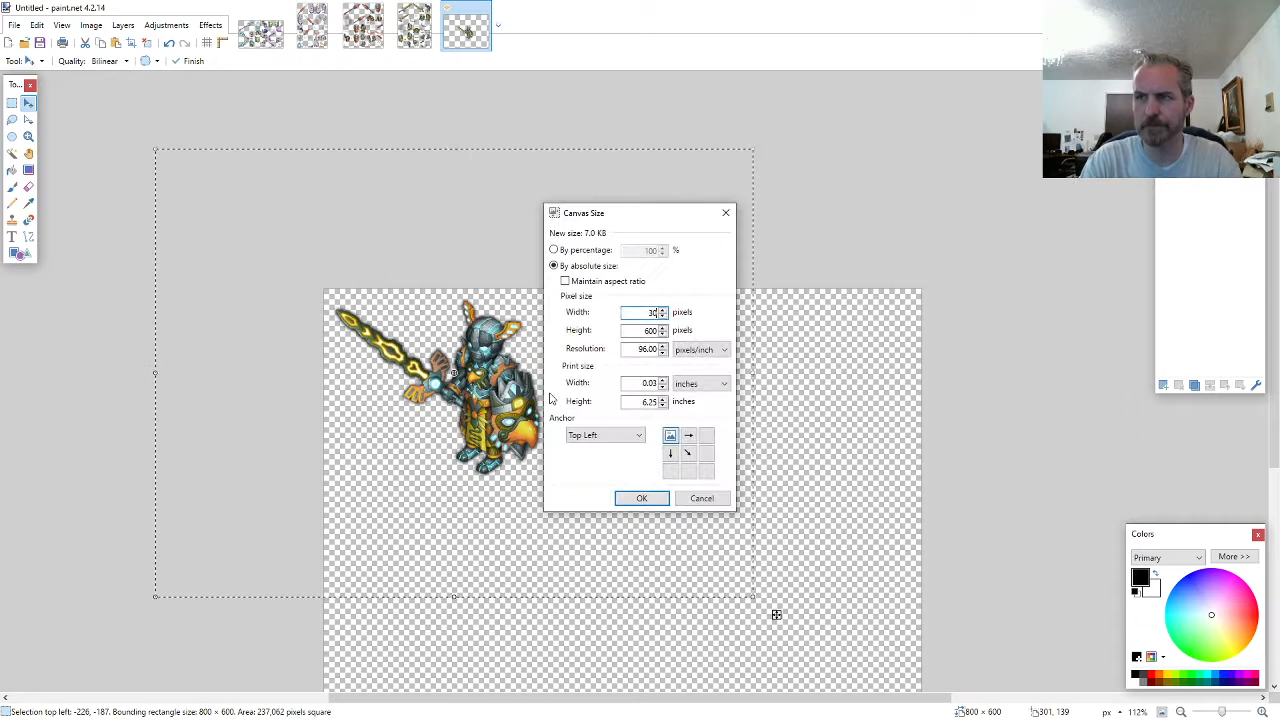 Untitled - paint.net 4.2.14
File Edit View Image Layers Adjustments Effects
Tool: Quality: Bilinear Finish
To... x
Canvas Size
New size: 7.0 KB
By percentage: 100 %
By absolute size:
Maintain aspect ratio
Pixel size
Width: 30 pixels
Height: 600 pixels
Resolution: 96.00 pixels/inch
Print size
Width: 0.03 inches
Height: 6.25 inches
Anchor
Top Left
OK Cancel
Colors x
Primary More >>
Selection top left: -226, -187. Bounding rectangle size: 800 × 600. Area: 237,062 pixels square 800 × 600 301, 139 px 112%